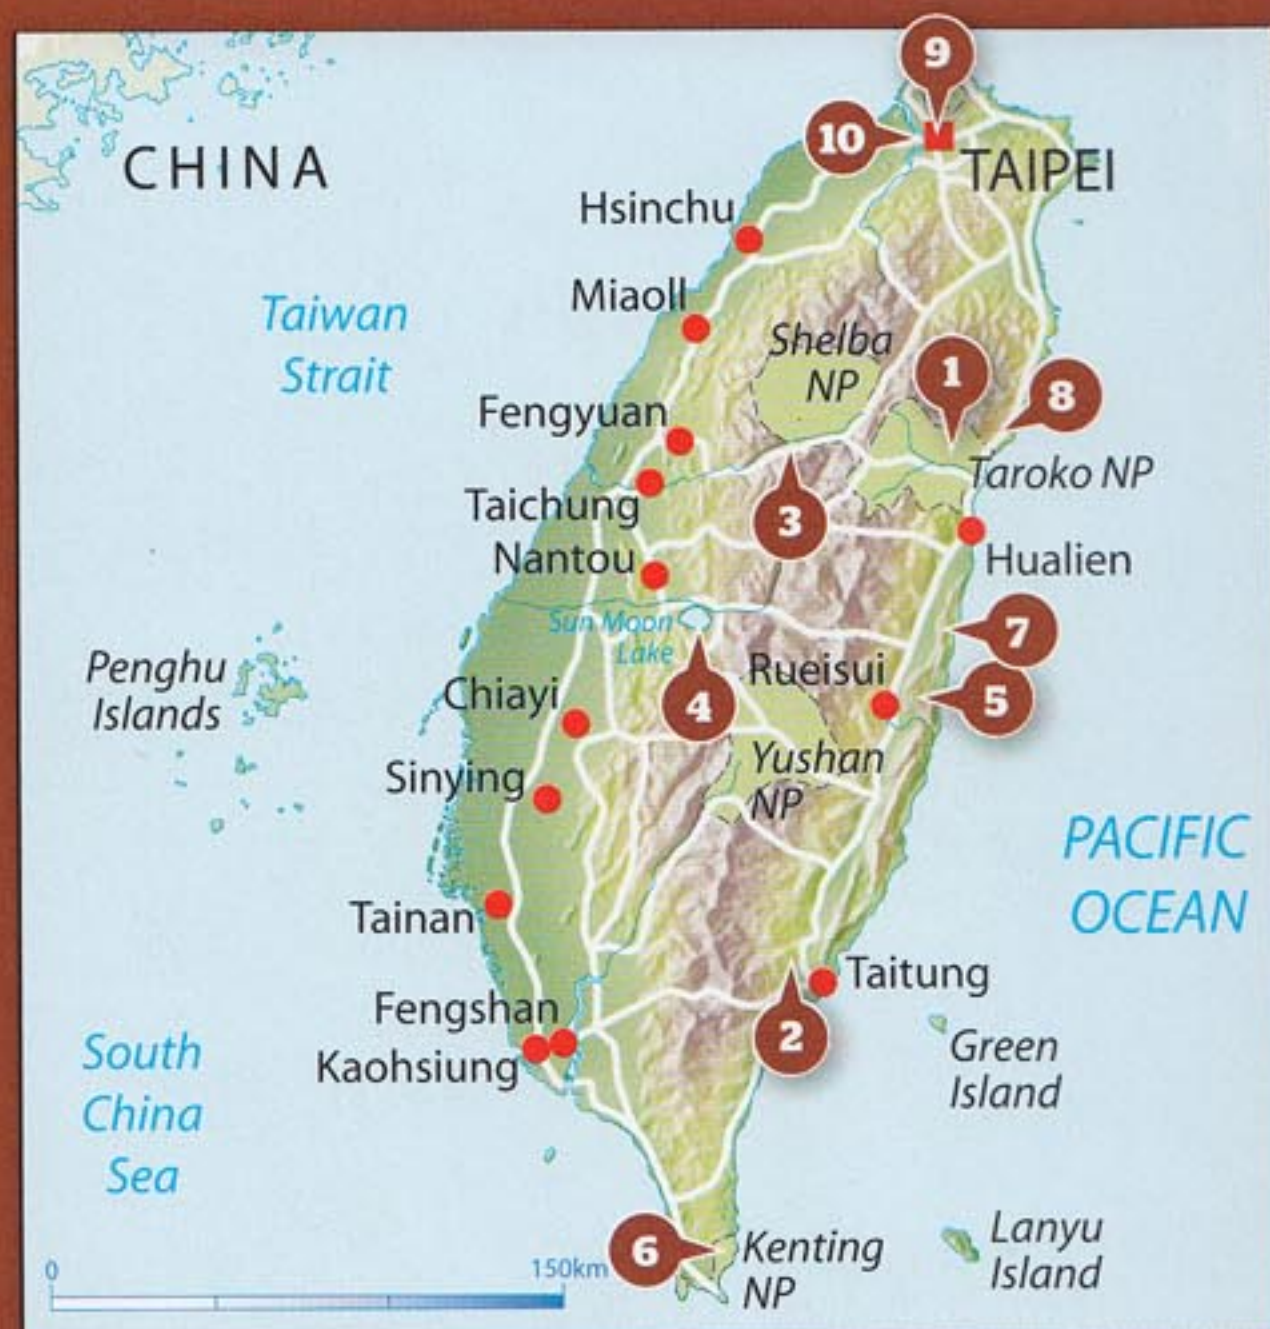 9
10
CHINA
TAIPEI
Hsinchu
Miaoll
Taiwan
Strait
Shelba
NP
1
8
Fengyuan
Taroko NP
Taichung
3
Nantou
Hualien
Sun Moon
Lake
7
Penghu
Islands
Rueisui
Chiayi
4
5
Sinying
Yushan
NP
PACIFIC
OCEAN
Tainan
Taitung
Fengshan
Kaohsiung
2
Green
Island
South
China
Sea
6
Kenting
NP
Lanyu
Island
0
150km